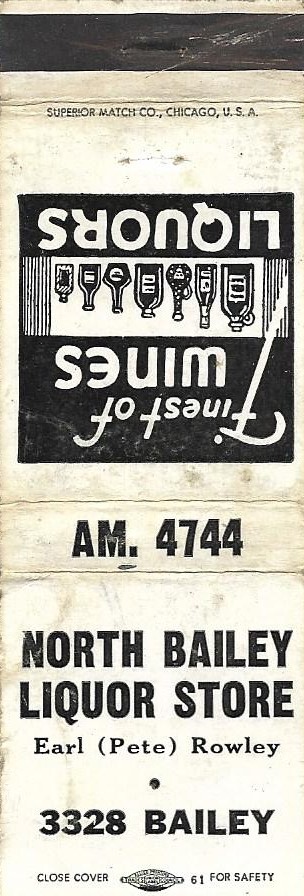 SUPERIOR MATCH CO., CHICAGO, U. S. A.
Finest of
WINES
LIQUORS
AM. 4744
NORTH BAILEY
LIQUOR STORE
Earl (Pete) Rowley
•
3328 BAILEY
CLOSE COVER 61 FOR SAFETY